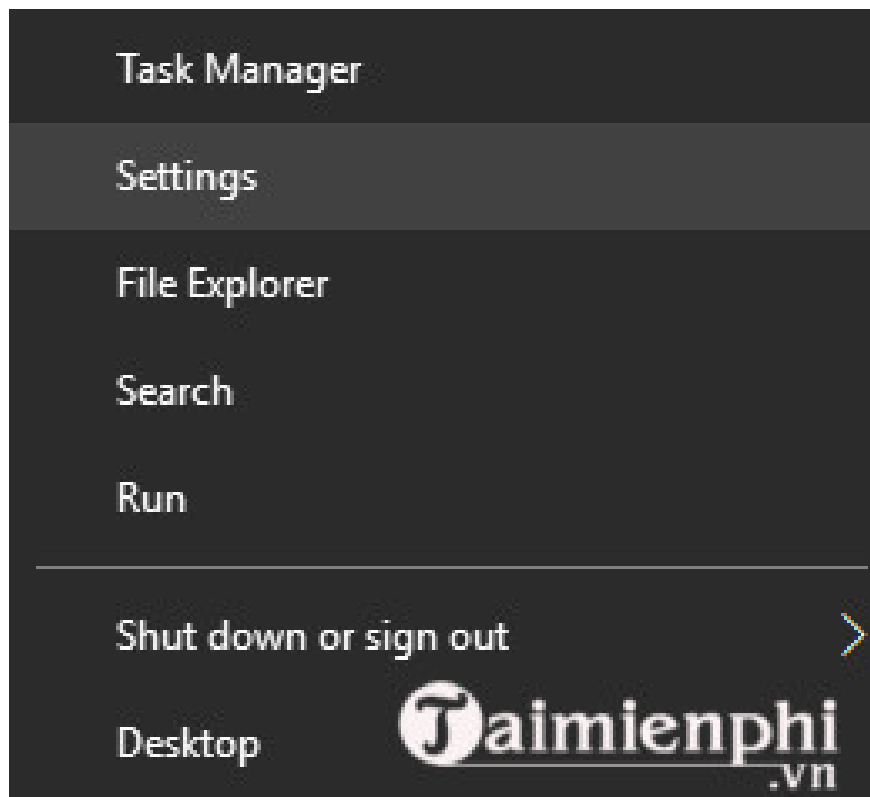 Task Manager
Settings
File Explorer
Search
Run
Shut down or sign out
Desktop
Taimienphi
.vn